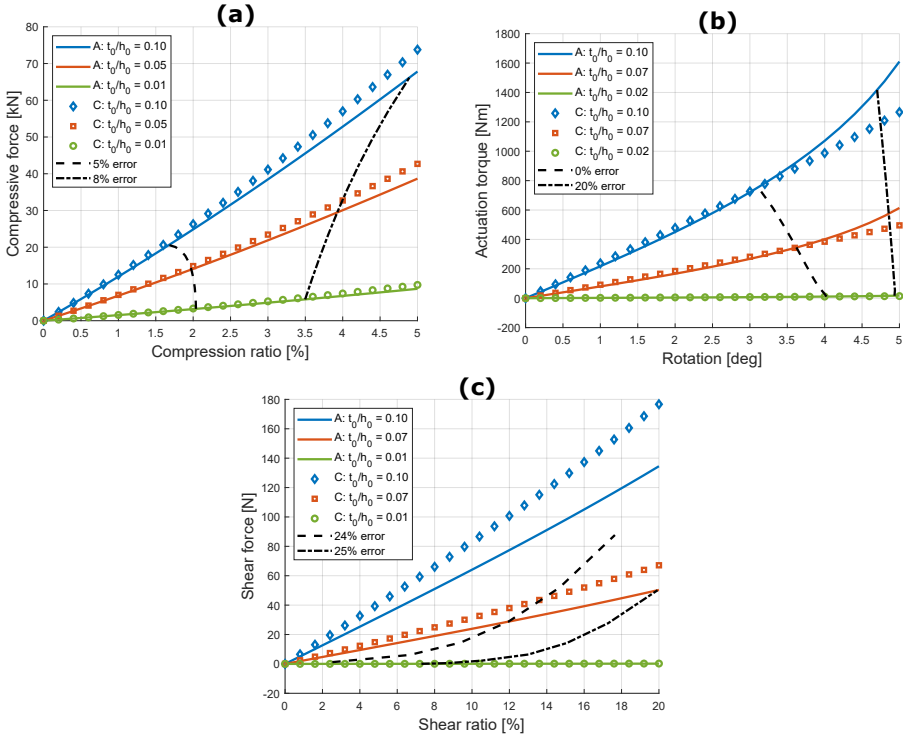 (a)
80
70
60
50
40
30
20
10
0
Compressive force [kN]
A: t0/h0 = 0.10
A: t0/h0 = 0.05
A: t0/h0 = 0.01
C: t0/h0 = 0.10
C: t0/h0 = 0.05
C: t0/h0 = 0.01
5% error
8% error
0 0.5 1 1.5 2 2.5 3 3.5 4 4.5 5
Compression ratio [%]
(b)
1800
1600
1400
1200
1000
800
600
400
200
0
-200
Actuation torque [Nm]
A: t0/h0 = 0.10
A: t0/h0 = 0.07
A: t0/h0 = 0.02
C: t0/h0 = 0.10
C: t0/h0 = 0.07
C: t0/h0 = 0.02
0% error
20% error
0 0.5 1 1.5 2 2.5 3 3.5 4 4.5 5
Rotation [deg]
(c)
180
160
140
120
100
80
60
40
20
0
-20
Shear force [N]
A: t0/h0 = 0.10
A: t0/h0 = 0.07
A: t0/h0 = 0.01
C: t0/h0 = 0.10
C: t0/h0 = 0.07
C: t0/h0 = 0.01
24% error
25% error
0 2 4 6 8 10 12 14 16 18 20
Shear ratio [%]